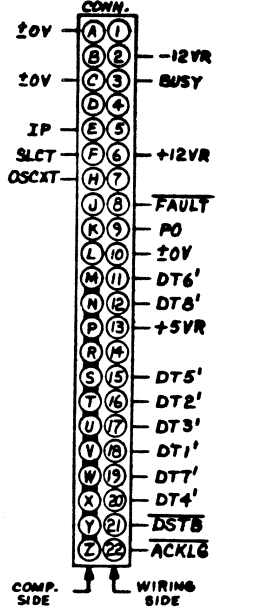 CONN.
±0V A 1
B 2 -12VR
±0V C 3 BUSY
D 4
IP E 5
SLCT F 6 +12VR
OSCXT H 7
J 8 FAULT
K 9 PO
L 10 ±0V
M 11 DT6'
N 12 DT8'
P 13 +5VR
R 14
S 15 DT5'
T 16 DT2'
U 17 DT3'
V 18 DT1'
W 19 DT7'
X 20 DT4'
Y 21 DSTB
Z 22 ACKLG
COMP. WIRING
SIDE SIDE